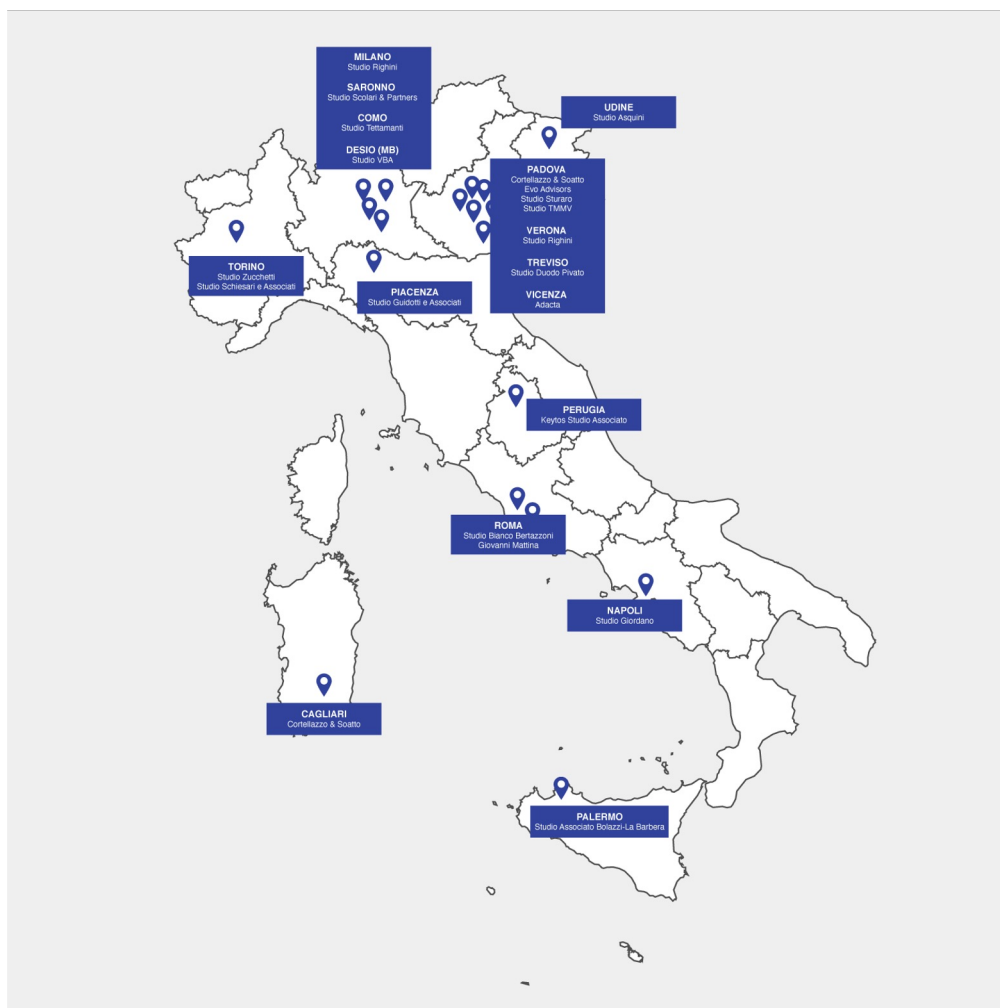 MILANO
Studio Righini
SARONNO
Studio Scolari & Partners
COMO
Studio Tettamanti
DESIO (MB)
Studio VBA
UDINE
Studio Asquini
PADOVA
Cortellazzo & Soatto
Evo Advisors
Studio Sturaro
Studio TMMV
VERONA
Studio Righini
TREVISO
Studio Duodo Pivato
VICENZA
Adacta
TORINO
Studio Zucchetti
Studio Schiesari e Associati
PIACENZA
Studio Guidotti e Associati
PERUGIA
Keytos Studio Associato
ROMA
Studio Bianco Bertazzoni
Giovanni Mattina
NAPOLI
Studio Giordano
CAGLIARI
Cortellazzo & Soatto
PALERMO
Studio Associato Bolazzi-La Barbera